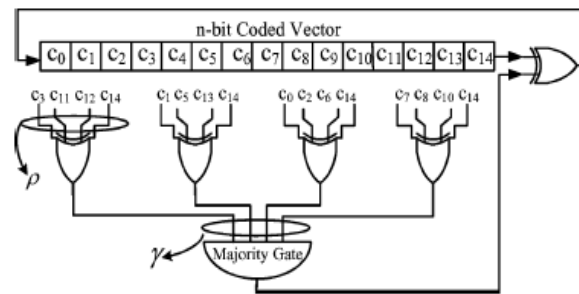 n-bit Coded Vector
c0 c1 c2 c3 c4 c5 c6 c7 c8 c9 c10 c11 c12 c13 c14
c3 c11 c12 c14 c1 c5 c13 c14 c0 c2 c6 c14 c7 c8 c10 c14
ρ
γ Majority Gate